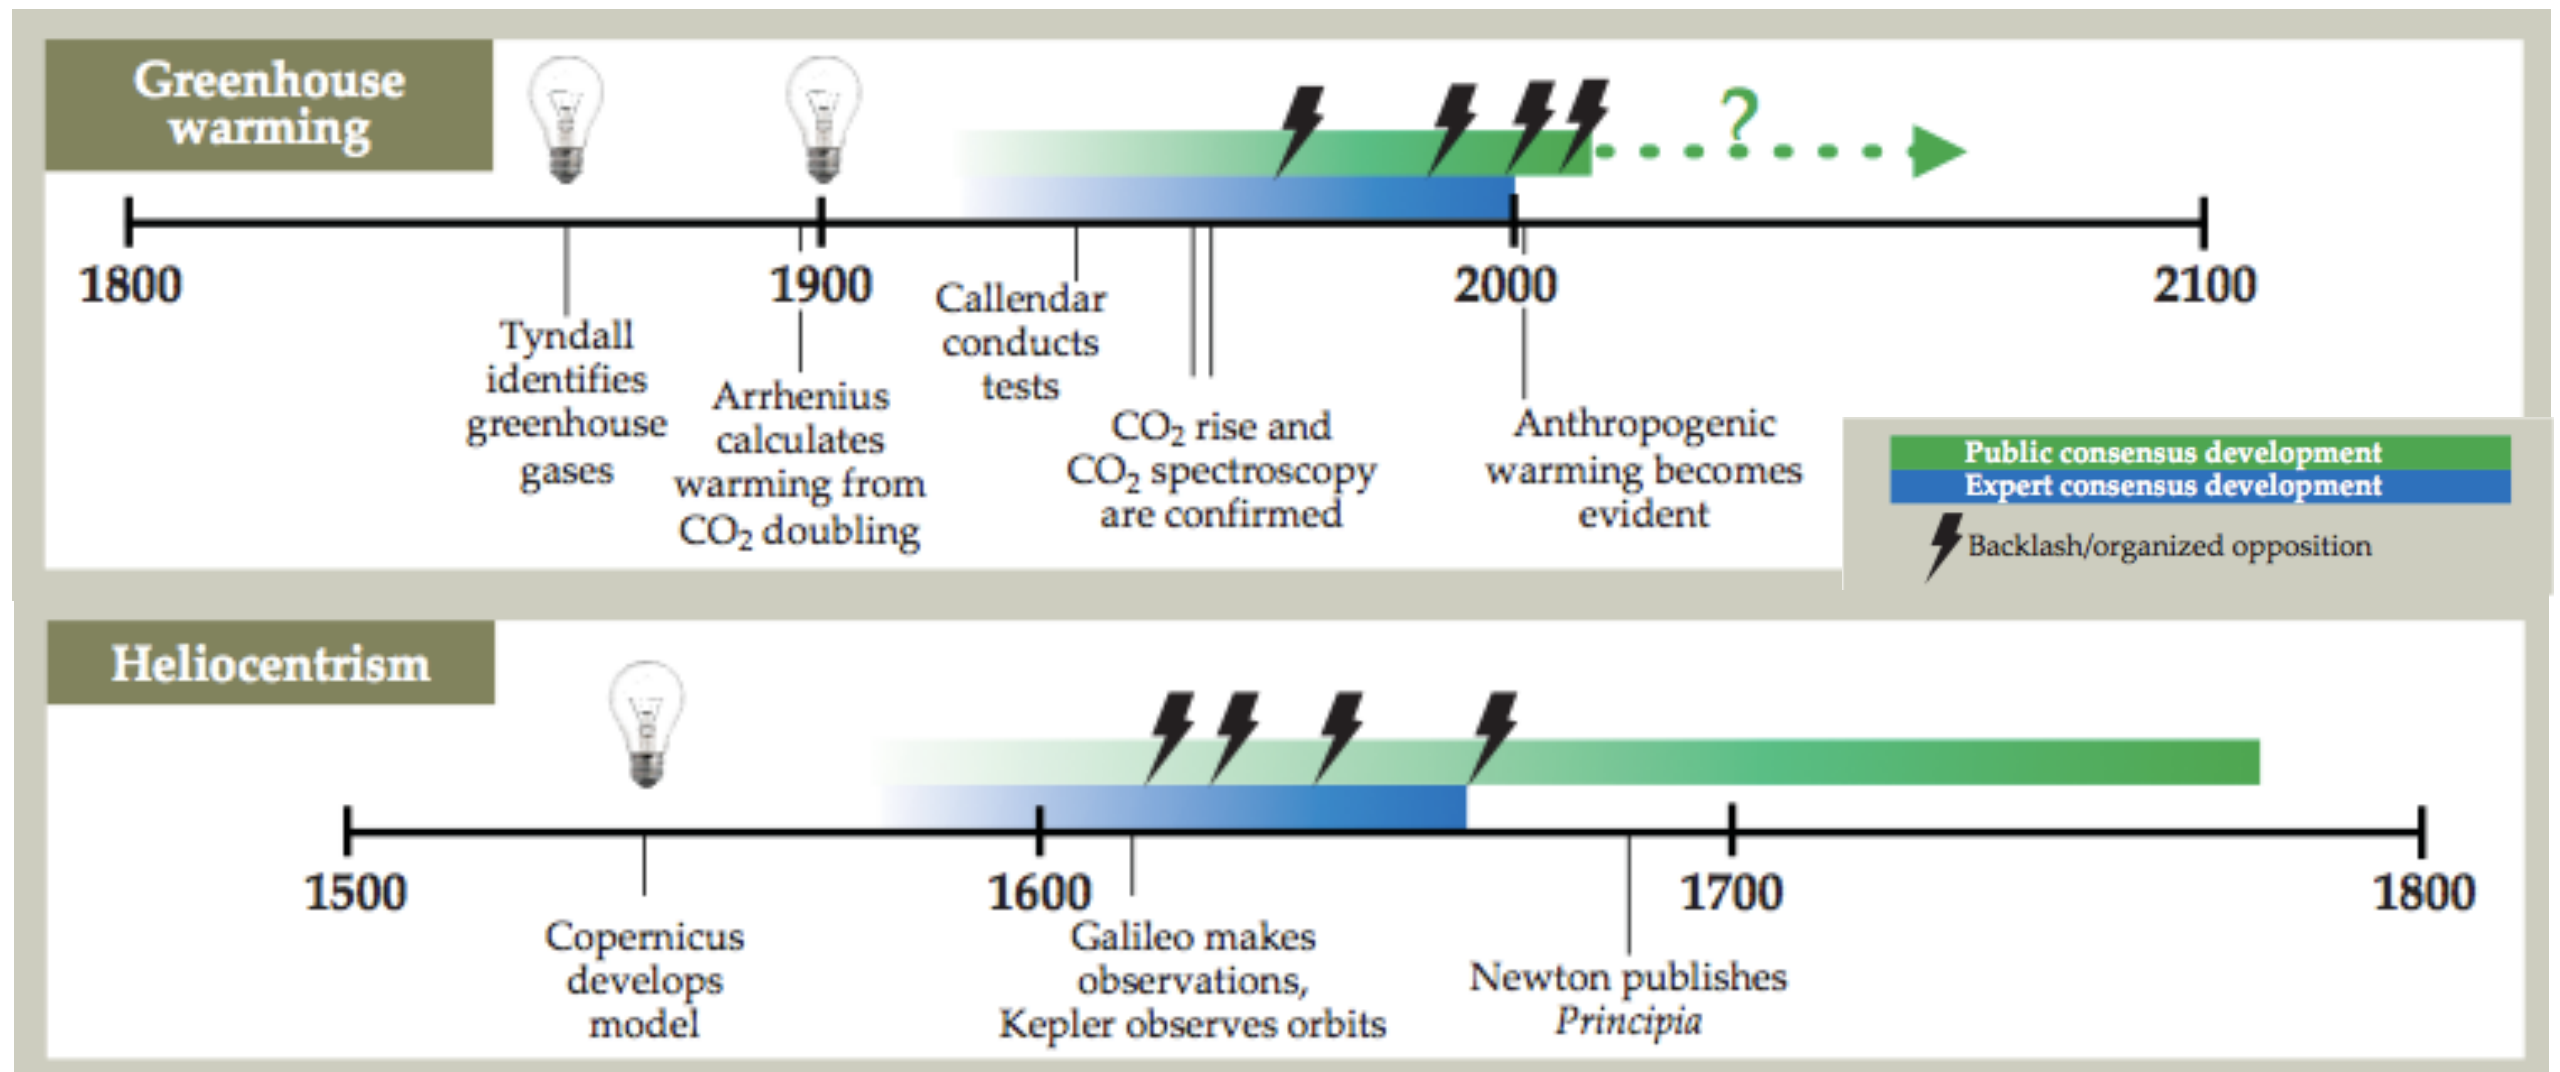 Greenhouse
warming
?
1800
1900
2000
2100
Tyndall
identifies
greenhouse
gases
Arrhenius
calculates
warming from
CO₂ doubling
Callendar
conducts
tests
CO₂ rise and
CO₂ spectroscopy
are confirmed
Anthropogenic
warming becomes
evident
Public consensus development
Expert consensus development
Backlash/organized opposition
Heliocentrism
1500
1600
1700
1800
Copernicus
develops
model
Galileo makes
observations,
Kepler observes orbits
Newton publishes
Principia